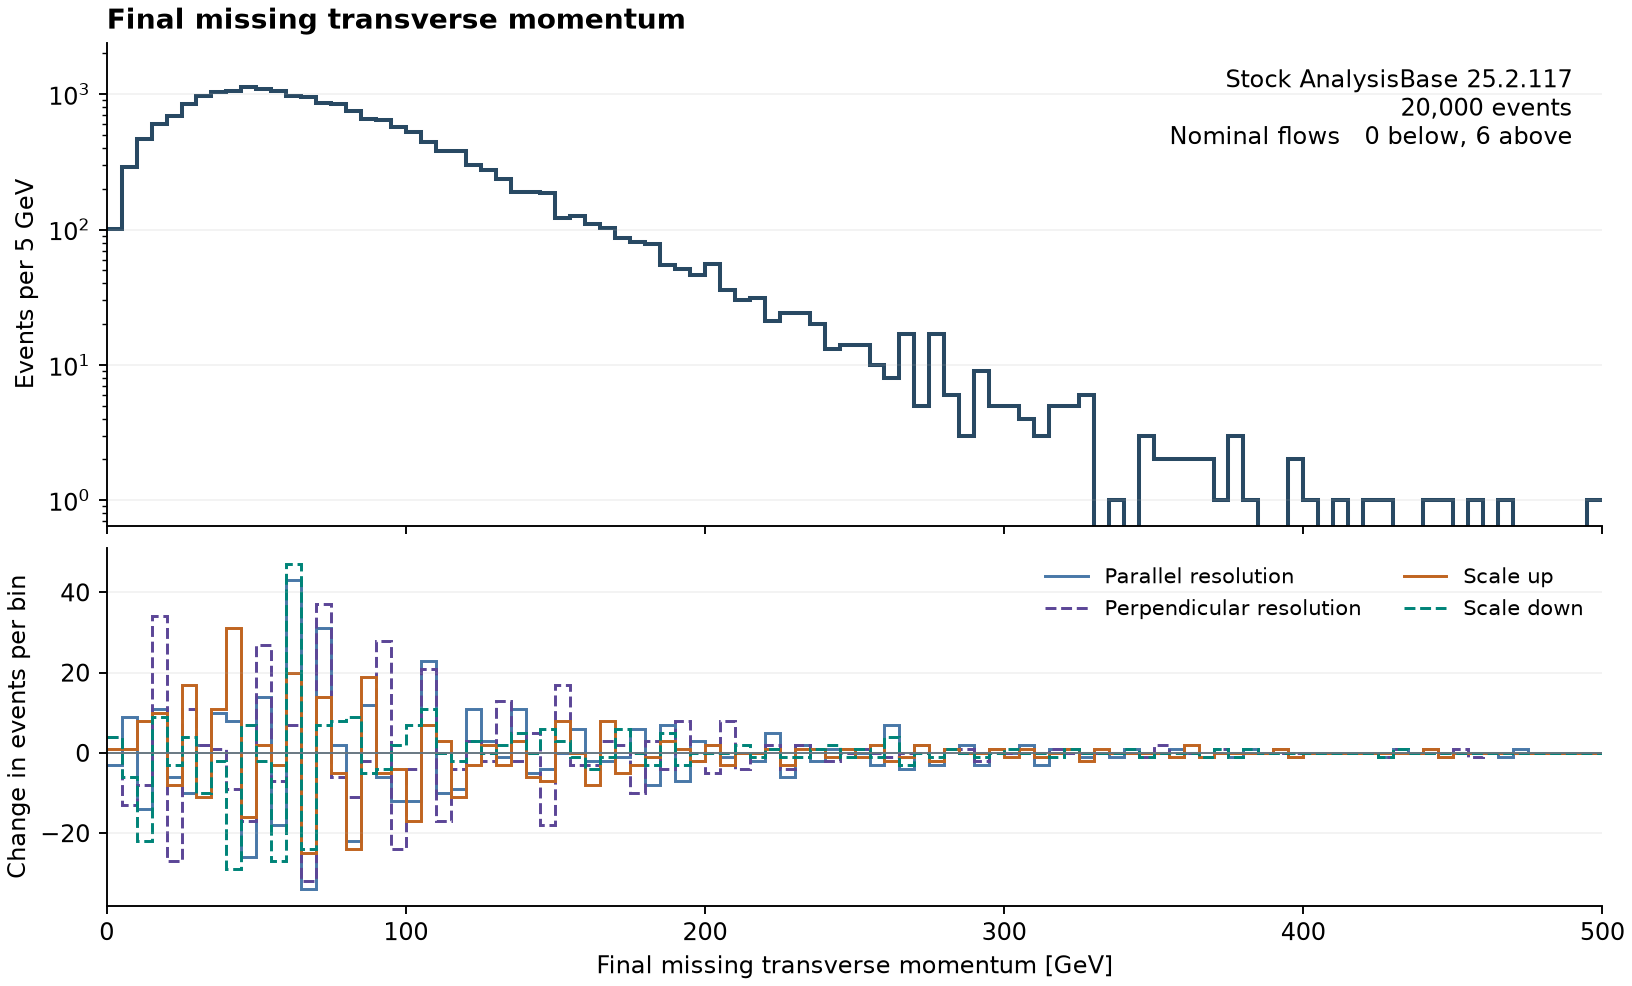 Final missing transverse momentum
Stock AnalysisBase 25.2.117
20,000 events
Nominal flows 0 below, 6 above
Events per 5 GeV
10³
10²
10¹
10⁰
Parallel resolution
Perpendicular resolution
Scale up
Scale down
Change in events per bin
40
20
0
−20
0
100
200
300
400
500
Final missing transverse momentum [GeV]